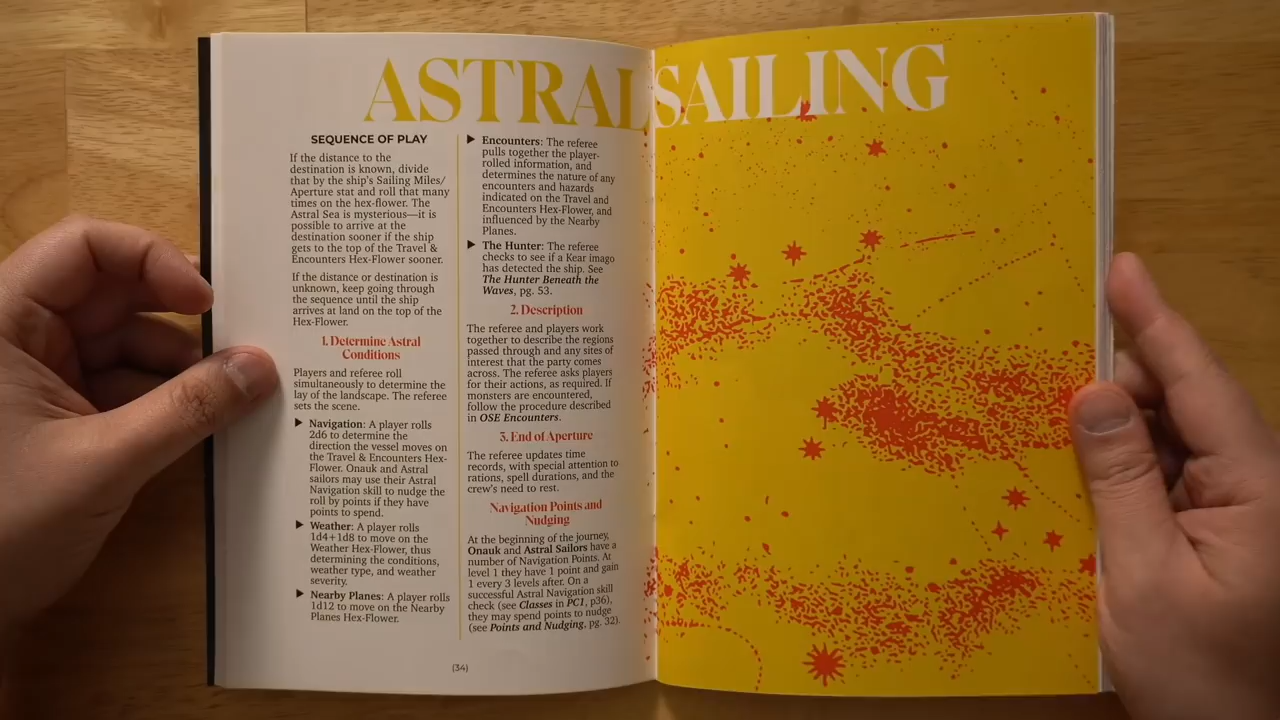 ASTRAL SAILING
SEQUENCE OF PLAY
If the distance to the
destination is known, divide
that by the ship's Sailing Miles/
Aperture stat and roll that many
times on the hex-flower. The
Astral Sea is mysterious—it is
possible to arrive at the
destination sooner if the ship
gets to the top of the Travel &
Encounters Hex-Flower sooner.
If the distance or destination is
unknown, keep going through
the sequence until the ship
arrives at land on the top of the
Hex-Flower.
1. Determine Astral
Conditions
Players and referee roll
simultaneously to determine the
lay of the landscape. The referee
sets the scene.
▶ Navigation: A player rolls
2d6 to determine the
direction the vessel moves on
the Travel & Encounters Hex-
Flower. Onauk and Astral
sailors may use their Astral
Navigation skill to nudge the
roll by points if they have
points to spend.
▶ Weather: A player rolls
1d4+1d8 to move on the
Weather Hex-Flower, thus
determining the conditions,
weather type, and weather
severity.
▶ Nearby Planes: A player rolls
1d12 to move on the Nearby
Planes Hex-Flower.
▶ Encounters: The referee
pulls together the player-
rolled information, and
determines the nature of any
encounters and hazards
indicated on the Travel and
Encounters Hex-Flower, and
influenced by the Nearby
Planes.
▶ The Hunter: The referee
checks to see if a Kear imago
has detected the ship. See
The Hunter Beneath the
Waves, pg. 53.
2. Description
The referee and players work
together to describe the regions
passed through and any sites of
interest that the party comes
across. The referee asks players
for their actions, as required. If
monsters are encountered,
follow the procedure described
in OSE Encounters.
3. End of Aperture
The referee updates time
records, with special attention to
rations, spell durations, and the
crew's need to rest.
Navigation Points and
Nudging
At the beginning of the journey,
Onauk and Astral Sailors have a
number of Navigation Points. At
level 1 they have 1 point and gain
1 every 3 levels after. On a
successful Astral Navigation skill
check (see Classes in PC1, p36),
they may spend points to nudge
(see Points and Nudging, pg. 32).
(34)